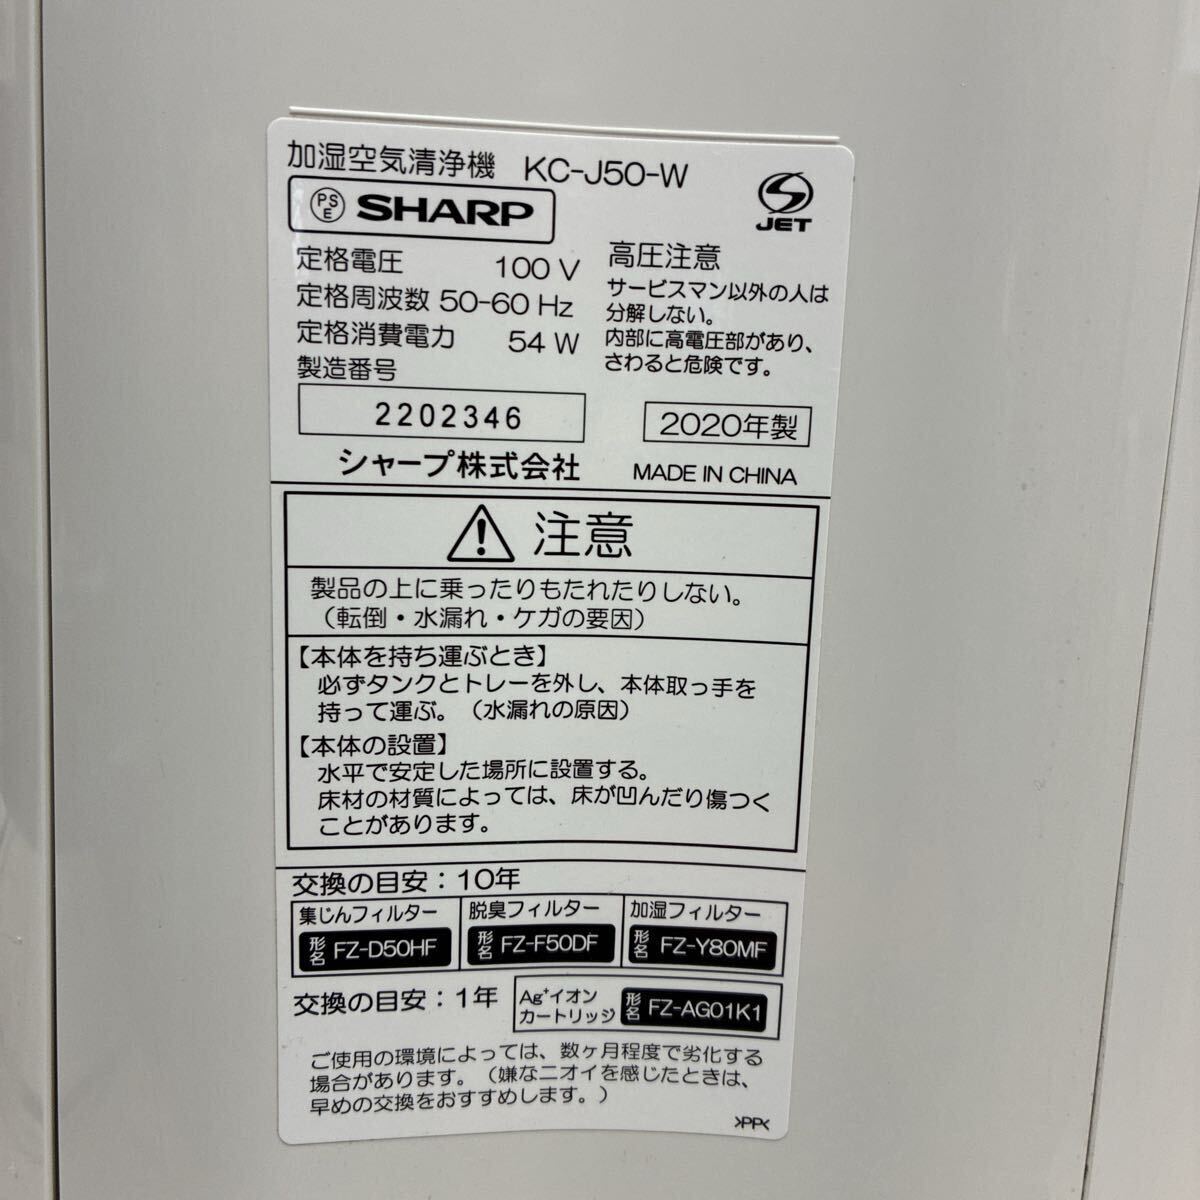 加湿空気清浄機 KC-J50-W
PS
E
SHARP
JET
定格電圧 100 V
定格周波数 50-60 Hz
定格消費電力 54 W
製造番号
2202346
高圧注意
サービスマン以外の人は
分解しない。
内部に高電圧部があり、
さわると危険です。
2020年製
シャープ株式会社
MADE IN CHINA
注意
製品の上に乗ったりもたれたりしない。
(転倒・水漏れ・ケガの要因)
【本体を持ち運ぶとき】
必ずタンクとトレーを外し、本体取っ手を
持って運ぶ。(水漏れの原因)
【本体の設置】
水平で安定した場所に設置する。
床材の材質によっては、床が凹んだり傷つく
ことがあります。
交換の目安:10年
集じんフィルター
形名 FZ-D50HF
脱臭フィルター
形名 FZ-F50DF
加湿フィルター
形名 FZ-Y80MF
交換の目安:1年
Ag⁺イオン
カートリッジ
形名 FZ-AG01K1
ご使用の環境によっては、数ヶ月程度で劣化する
場合があります。(嫌なニオイを感じたときは、
早めの交換をおすすめします。)
>PP<